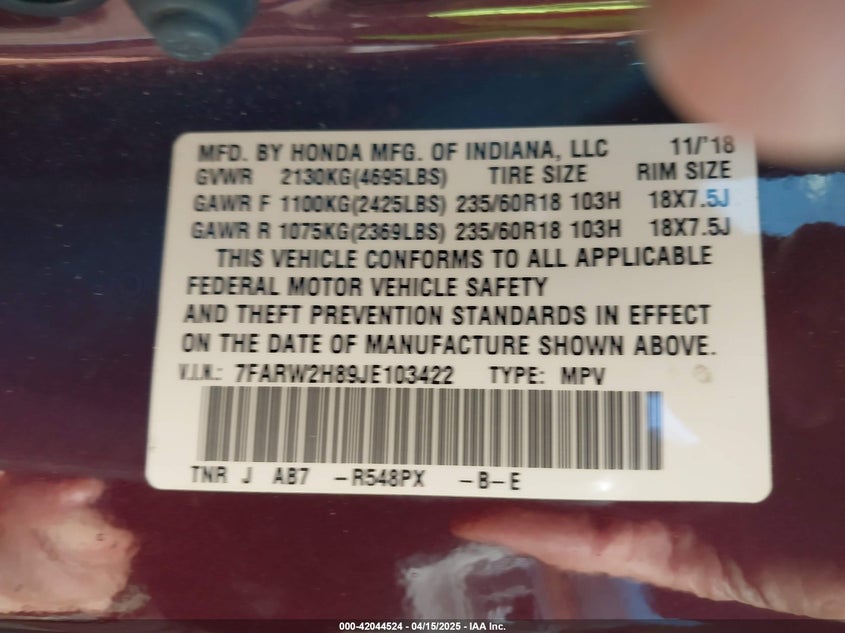 MFD. BY HONDA MFG. OF INDIANA, LLC 11/'18
GVWR 2130KG(4695LBS) TIRE SIZE RIM SIZE
GAWR F 1100KG(2425LBS) 235/60R18 103H 18X7.5J
GAWR R 1075KG(2369LBS) 235/60R18 103H 18X7.5J
THIS VEHICLE CONFORMS TO ALL APPLICABLE
FEDERAL MOTOR VEHICLE SAFETY
AND THEFT PREVENTION STANDARDS IN EFFECT
ON THE DATE OF MANUFACTURE SHOWN ABOVE.
V.I.N.: 7FARW2H89JE103422 TYPE: MPV
TNR J AB7 -R548PX -B-E
000-42044524 - 04/15/2025 - IAA Inc.